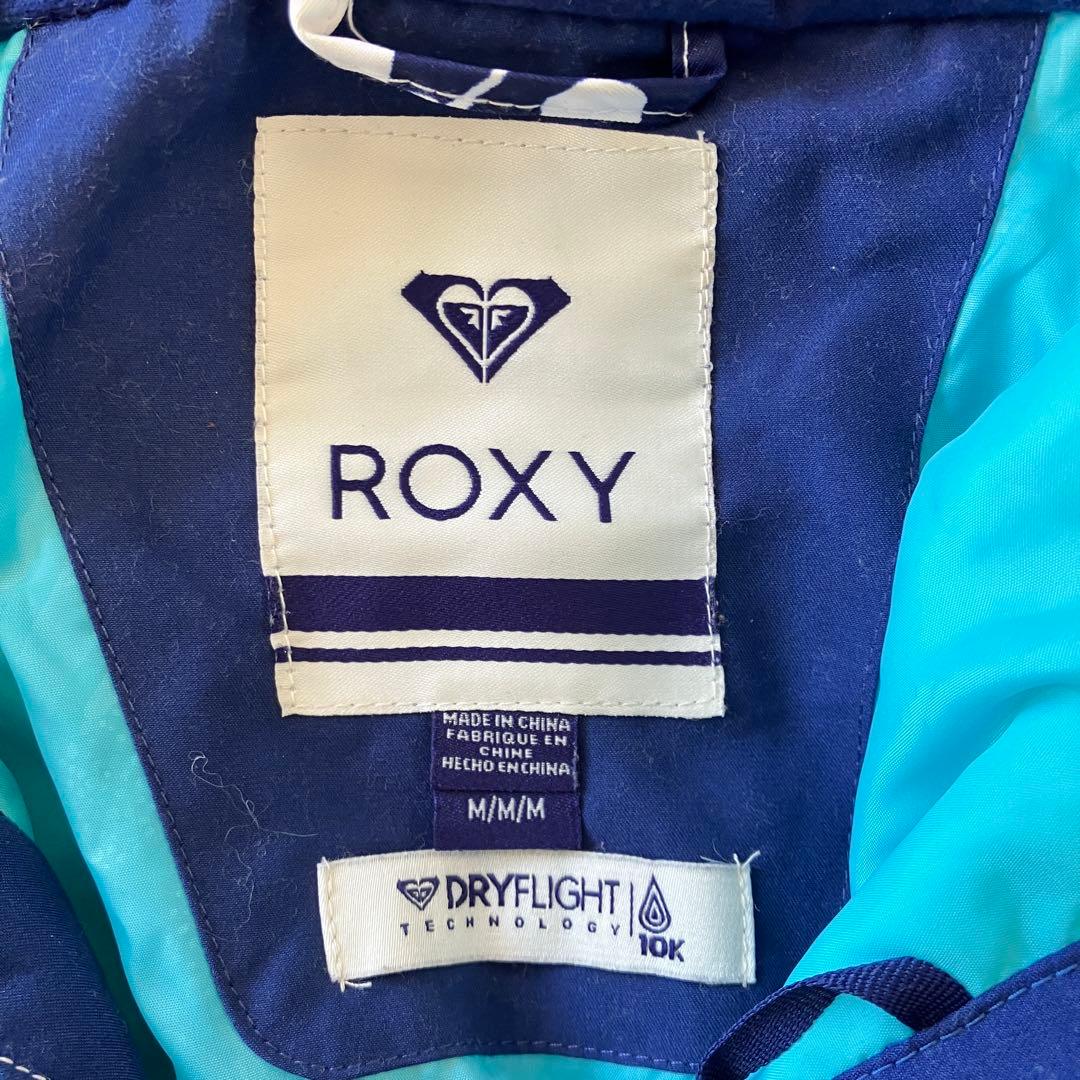 ROXY
MADE IN CHINA
FABRIQUE EN
CHINE
HECHO EN CHINA
M/M/M
DRYFLIGHT
TECHNOLOGY
10K